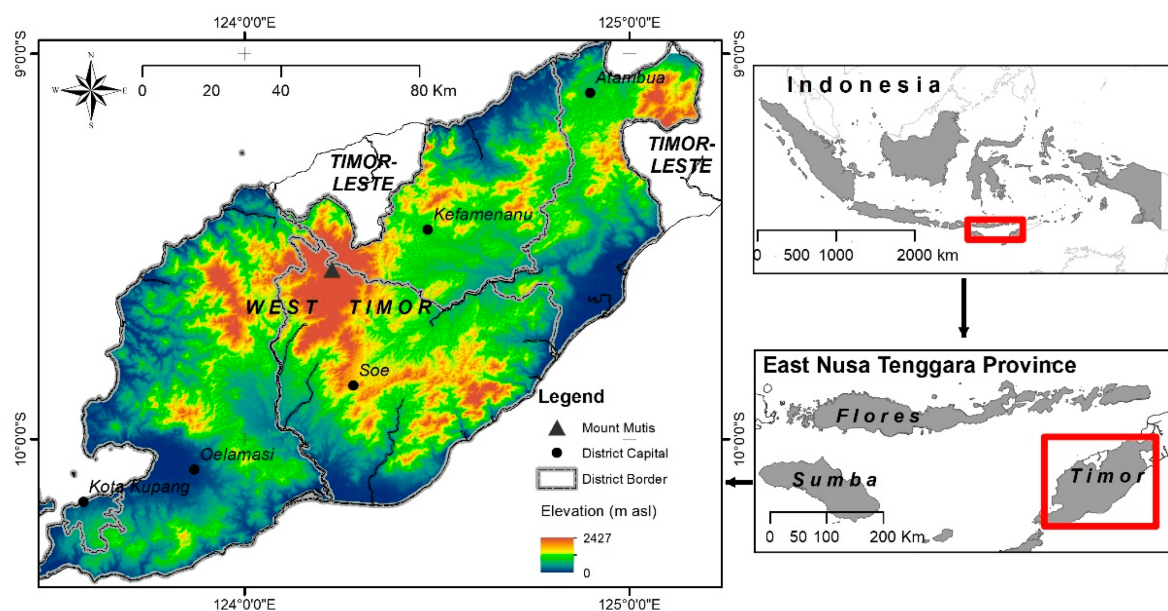 124°0'0"E
125°0'0"E
9°0'0"S
9°0'0"S
N
W E
S
0 20 40 80 Km
Atambua
TIMOR-
LESTE
TIMOR-
LESTE
Kefamenanu
WEST TIMOR
Soe
Oelamasi
Kota Kupang
10°0'0"S
10°0'0"S
Legend
Mount Mutis
District Capital
District Border
Elevation (m asl)
2427
0
124°0'0"E
125°0'0"E
Indonesia
0 500 1000 2000 km
East Nusa Tenggara Province
Flores
Sumba
Timor
0 50 100 200 Km